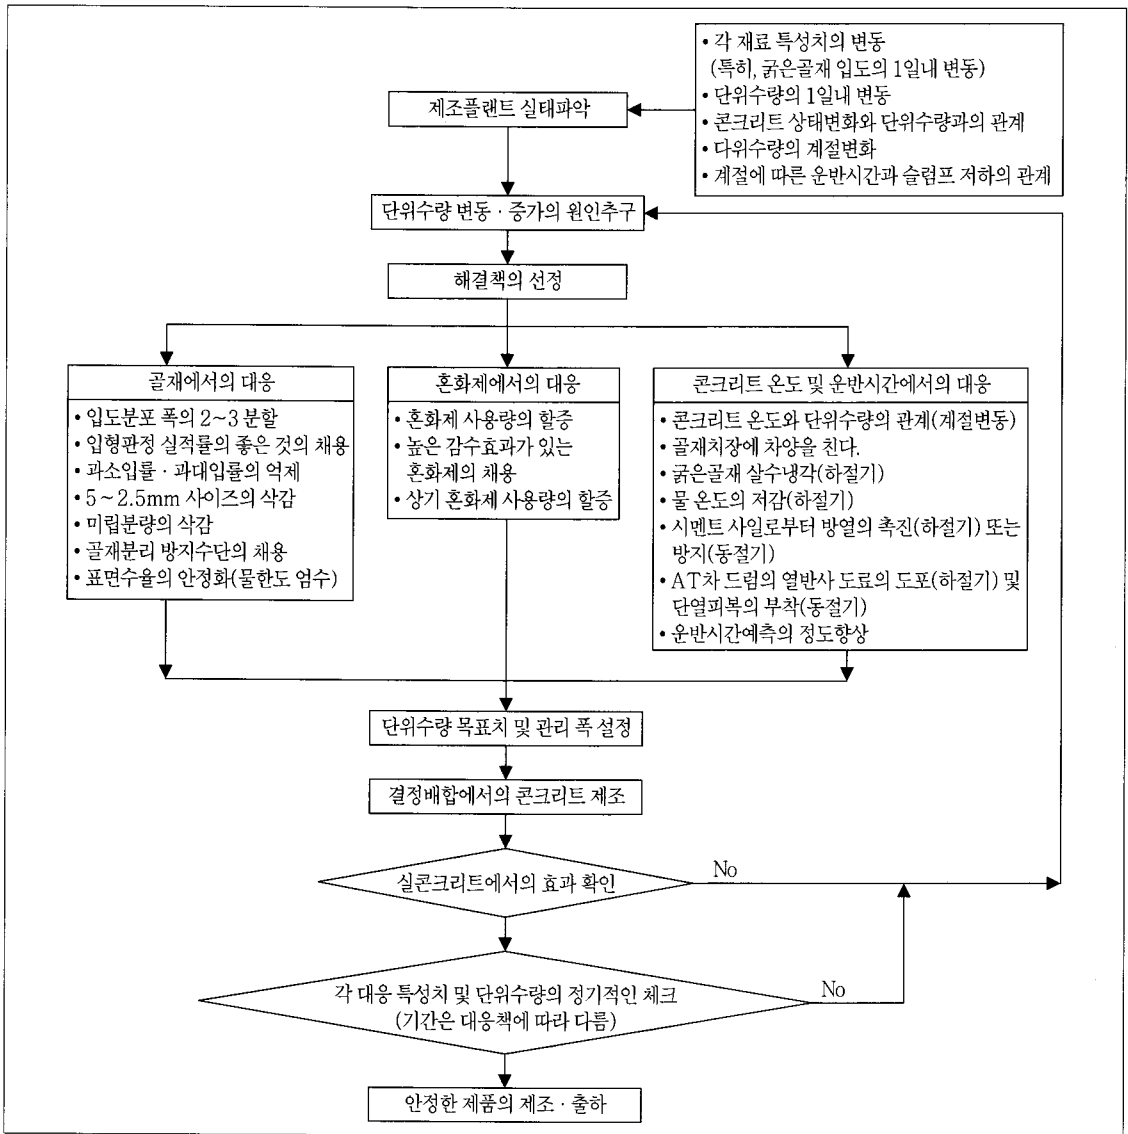 • 각 재료 특성치의 변동
(특히, 굵은골재 입도의 1일내 변동)
• 단위수량의 1일내 변동
• 콘크리트 상태변화와 단위수량과의 관계
• 다위수량의 계절변화
• 계절에 따른 운반시간과 슬럼프 저하의 관계
제조플랜트 실태파악
단위수량 변동 · 증가의 원인추구
해결책의 선정
골재에서의 대응
• 입도분포 폭의 2~3 분할
• 입형판정 실적률의 좋은 것의 채용
• 과소입률 · 과대입률의 억제
• 5~2.5mm 사이즈의 삭감
• 미립분량의 삭감
• 골재분리 방지수단의 채용
• 표면수율의 안정화(물한도 엄수)
혼화제에서의 대응
• 혼화제 사용량의 할증
• 높은 감수효과가 있는
혼화제의 채용
• 상기 혼화제 사용량의 할증
콘크리트 온도 및 운반시간에서의 대응
• 콘크리트 온도와 단위수량의 관계(계절변동)
• 골재치장에 차양을 친다.
• 굵은골재 살수냉각(하절기)
• 물 온도의 저감(하절기)
• 시멘트 사일로부터 방열의 촉진(하절기) 또는
방지(동절기)
• AT차 드럼의 열반사 도료의 도포(하절기) 및
단열피복의 부착(동절기)
• 운반시간예측의 정도향상
단위수량 목표치 및 관리 폭 설정
결정배합에서의 콘크리트 제조
실콘크리트에서의 효과 확인
No
각 대응 특성치 및 단위수량의 정기적인 체크
(기간은 대응책에 따라 다름)
No
안정한 제품의 제조 · 출하